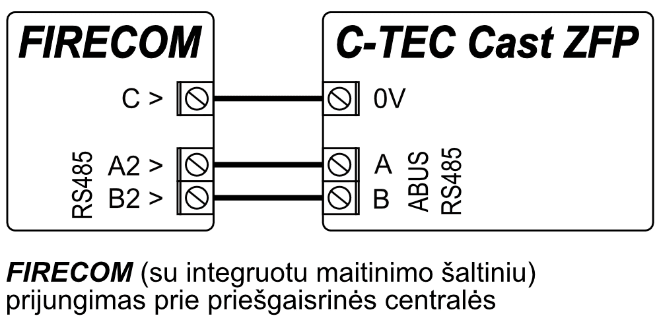 FIRECOM
C-TEC Cast ZFP
C >
0V
RS485
A2 >
B2 >
A
B
ABUS
RS485
FIRECOM (su integruotu maitinimo šaltiniu)
prijungimas prie priešgaisrinės centralės